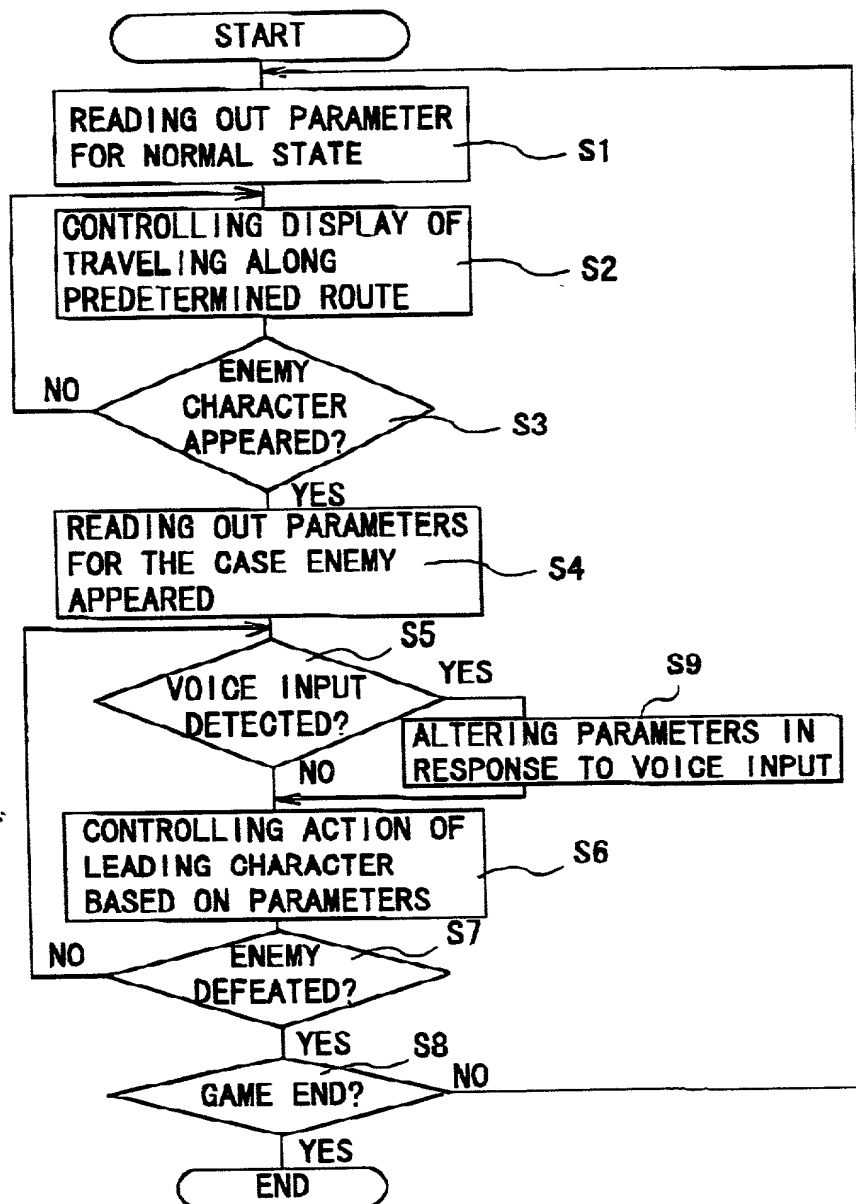 START
READING OUT PARAMETER
FOR NORMAL STATE
S1
CONTROLLING DISPLAY OF
TRAVELING ALONG
PREDETERMINED ROUTE
S2
ENEMY
CHARACTER
APPEARED?
S3
NO
YES
READING OUT PARAMETERS
FOR THE CASE ENEMY
APPEARED
S4
S5
VOICE INPUT
DETECTED?
YES
S9
ALTERING PARAMETERS IN
RESPONSE TO VOICE INPUT
NO
CONTROLLING ACTION OF
LEADING CHARACTER
BASED ON PARAMETERS
S6
S7
ENEMY
DEFEATED?
NO
YES
S8
GAME END?
NO
YES
END